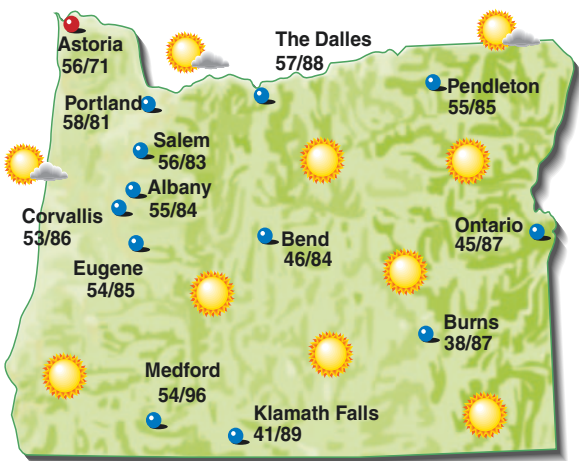 Astoria
56/71
The Dalles
57/88
Pendleton
55/85
Portland
58/81
Salem
56/83
Albany
55/84
Corvallis
53/86
Eugene
54/85
Bend
46/84
Ontario
45/87
Burns
38/87
Medford
54/96
Klamath Falls
41/89